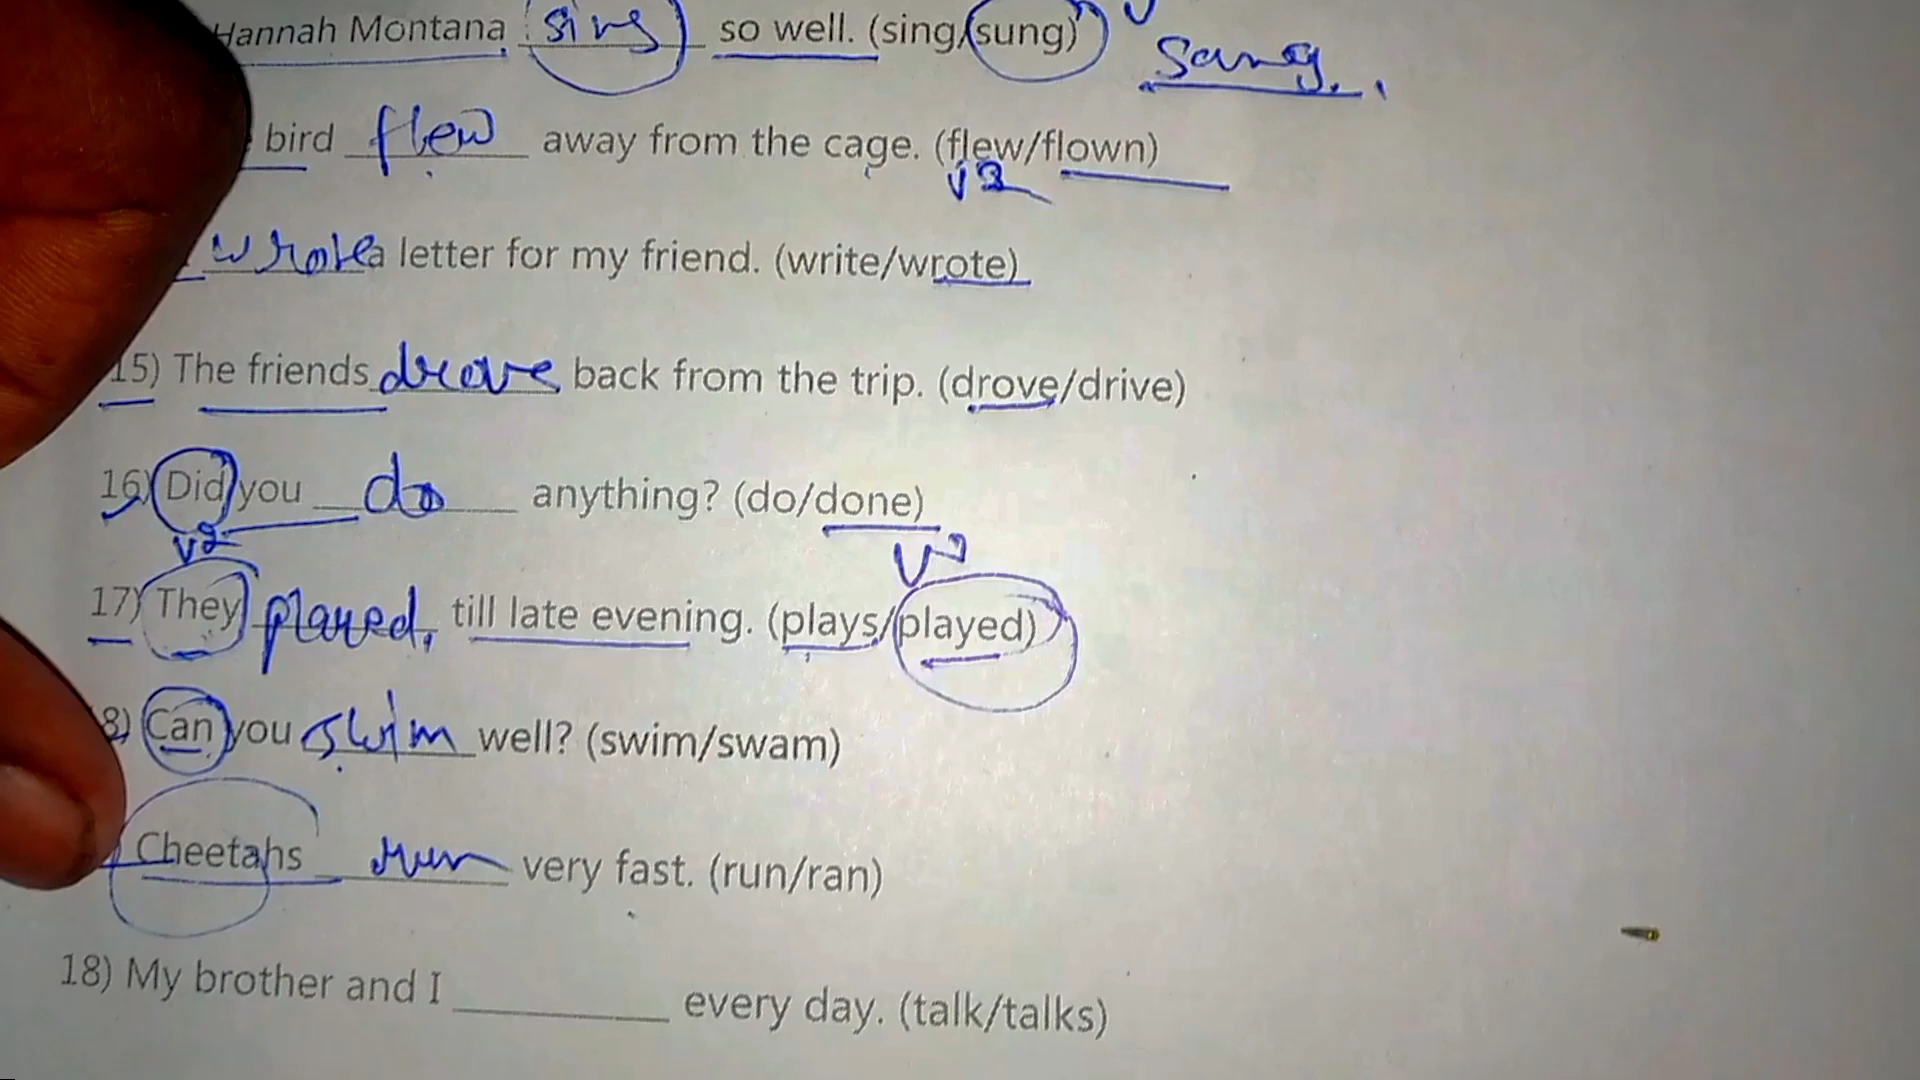 Hannah Montana sing so well. (sing/sung) sang.
bird flew away from the cage. (flew/flown)
v2
wrote a letter for my friend. (write/wrote)
15) The friends drove back from the trip. (drove/drive)
16) Did you do anything? (do/done)
v2
17) They played, till late evening. (plays/played)
8) Can you swim well? (swim/swam)
Cheetahs run very fast. (run/ran)
18) My brother and I ________ every day. (talk/talks)